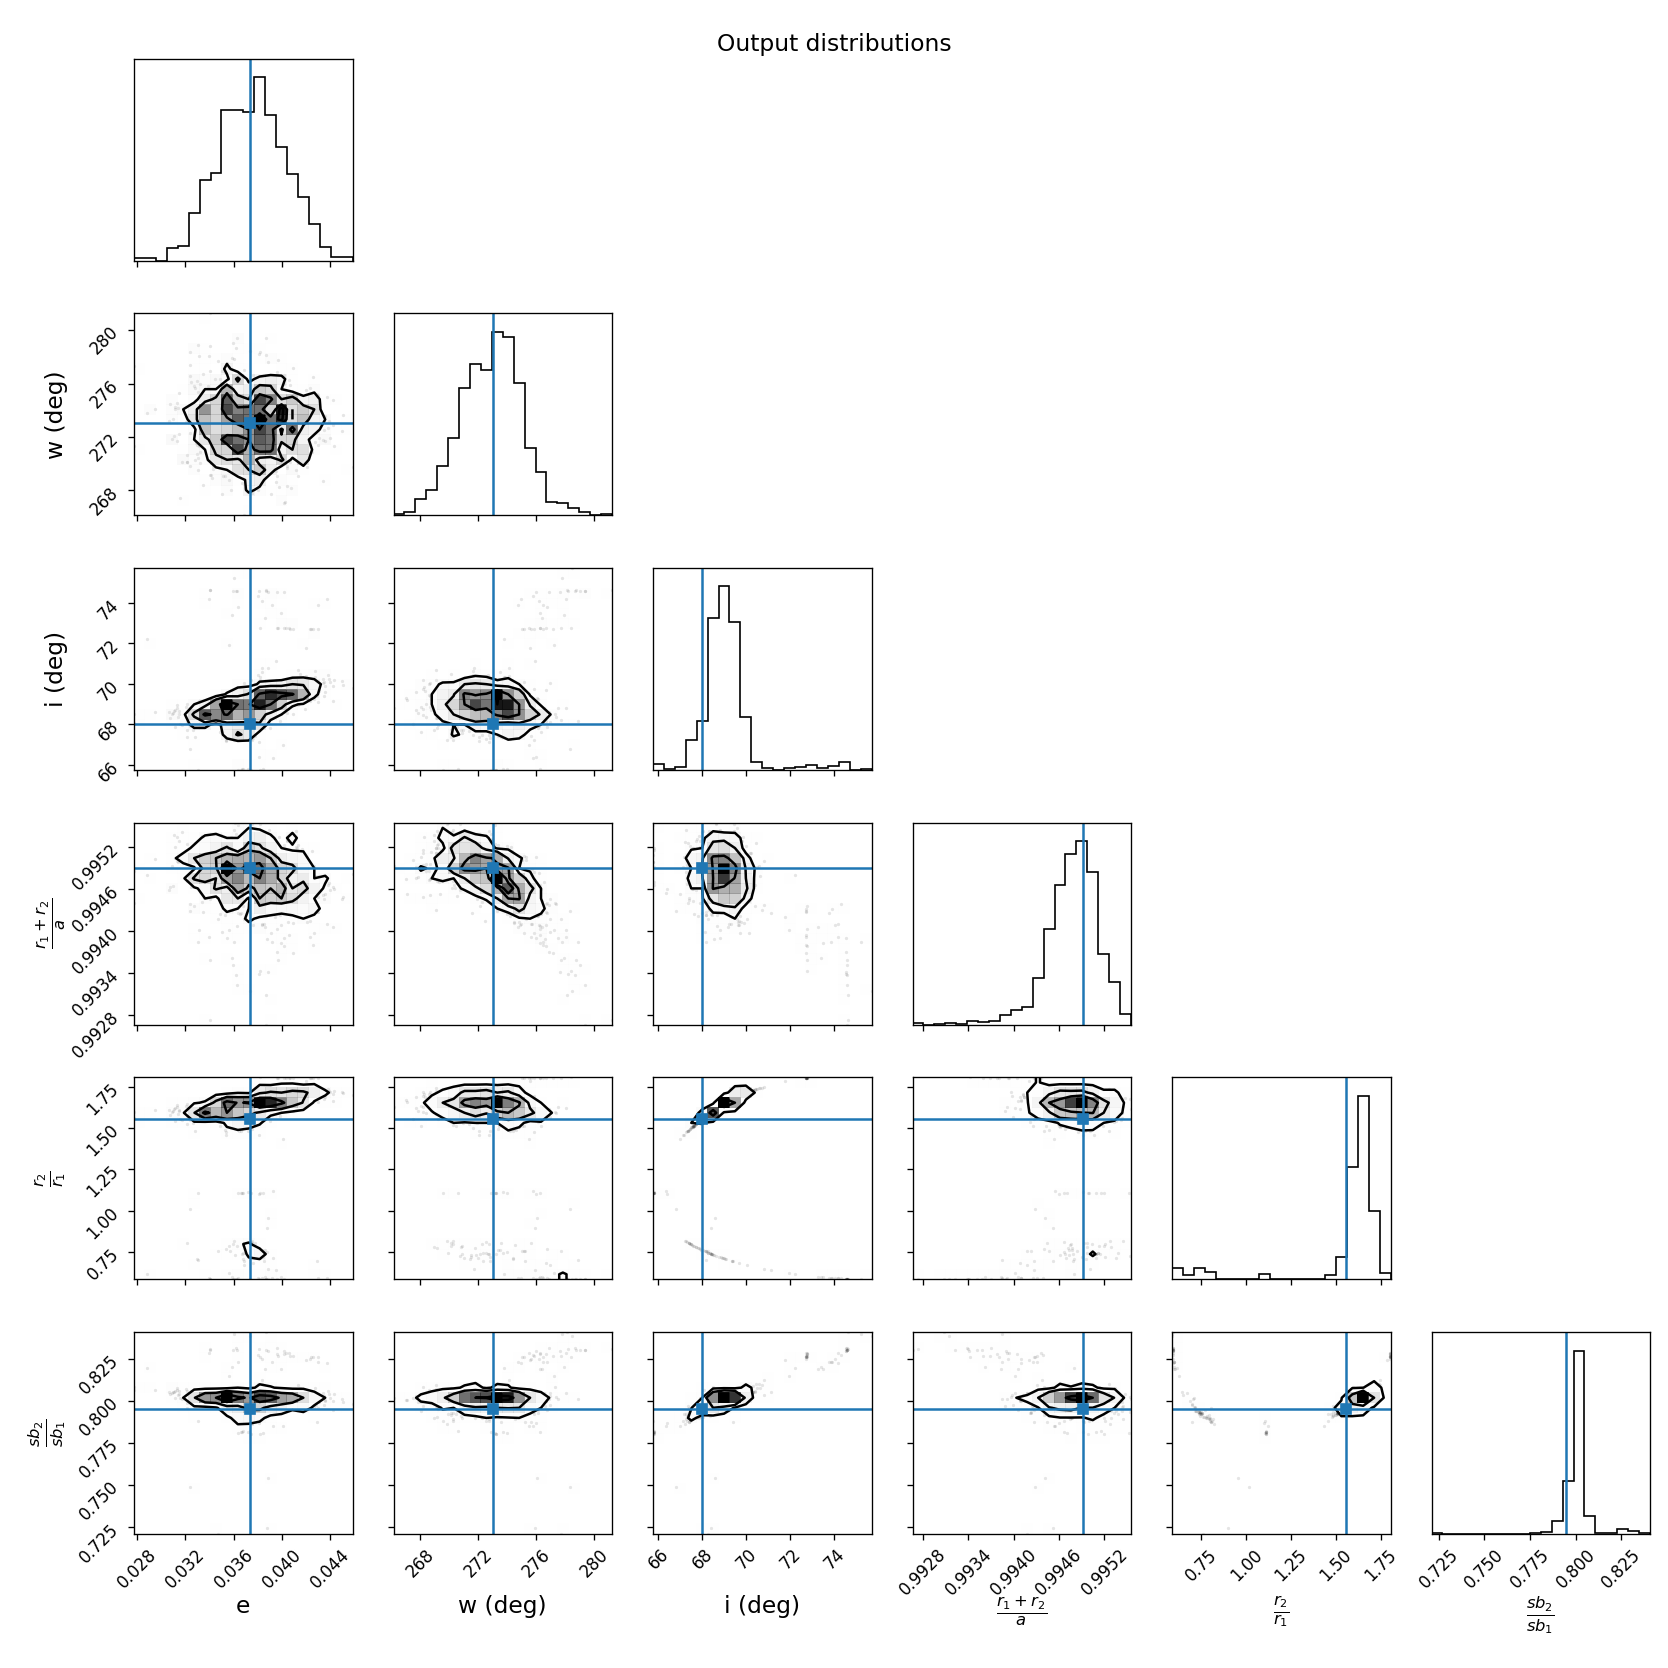 Output distributions
w (deg)
280
276
272
268
i (deg)
74
72
70
68
66
r₁ + r₂
a
0.9952
0.9946
0.9940
0.9934
0.9928
r₂
r₁
1.75
1.50
1.25
1.00
0.75
sb₂
sb₁
0.825
0.800
0.775
0.750
0.725
0.028 0.032 0.036 0.040 0.044
268 272 276 280
66 68 70 72 74
0.9928 0.9934 0.9940 0.9946 0.9952
0.75 1.00 1.25 1.50 1.75
0.725 0.750 0.775 0.800 0.825
e
w (deg)
i (deg)
r₁ + r₂
a
r₂
r₁
sb₂
sb₁